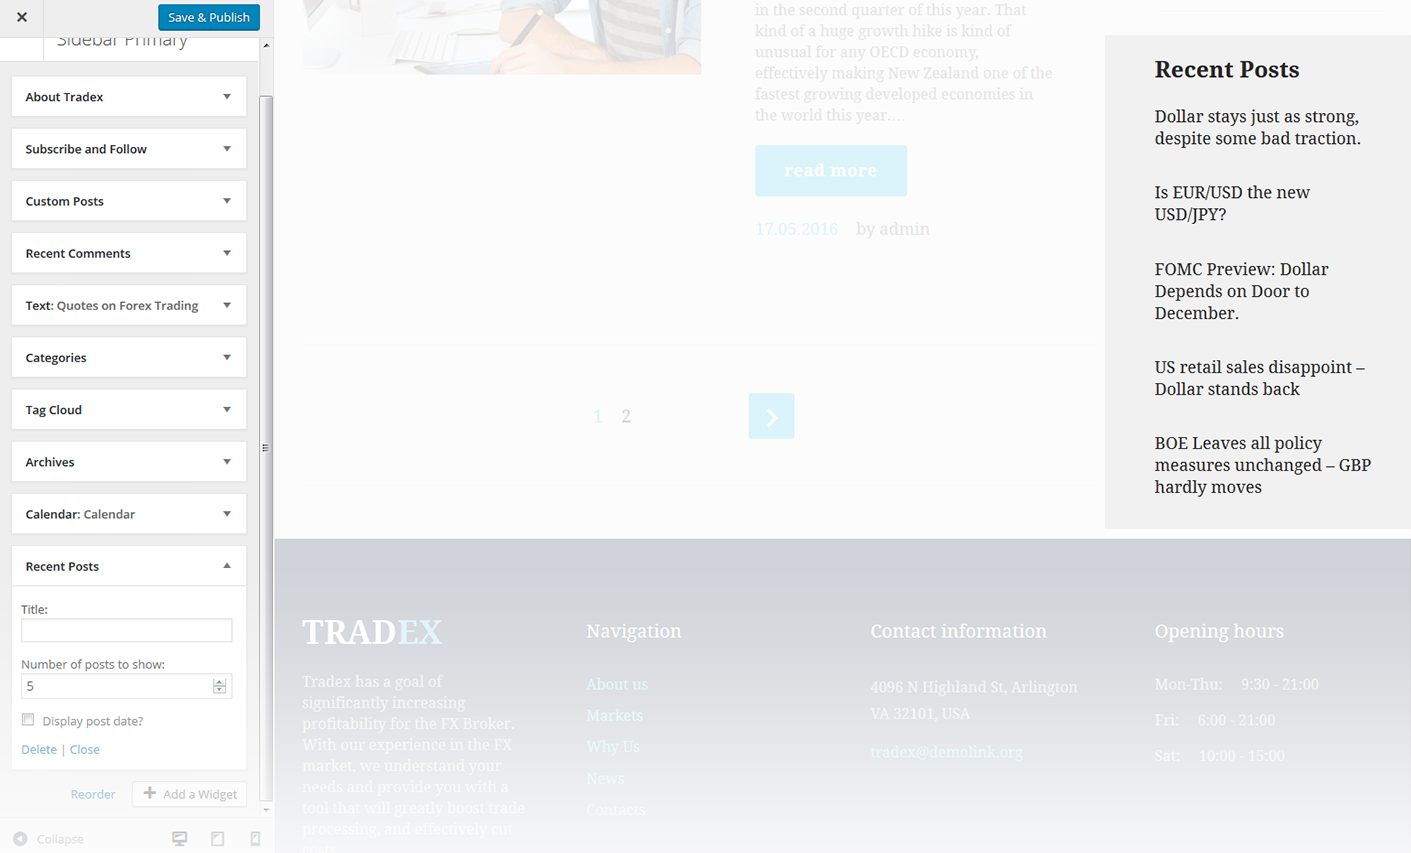 Save & Publish
Sidebar Primary
About Tradex
Subscribe and Follow
Custom Posts
Recent Comments
Text: Quotes on Forex Trading
Categories
Tag Cloud
Archives
Calendar: Calendar
Recent Posts
Title:
Number of posts to show:
5
Display post date?
Delete | Close
Reorder
Add a Widget
Collapse
in the second quarter of this year. That
kind of a huge growth hike is kind of
unusual for any OECD economy,
effectively making New Zealand one of the
fastest growing developed economies in
the world this year.…
read more
17.05.2016 by admin
1 2
Recent Posts
Dollar stays just as strong,
despite some bad traction.
Is EUR/USD the new
USD/JPY?
FOMC Preview: Dollar
Depends on Door to
December.
US retail sales disappoint –
Dollar stands back
BOE Leaves all policy
measures unchanged – GBP
hardly moves
TRADEX
Tradex has a goal of
significantly increasing
profitability for the FX Broker.
With our experience in the FX
market, we understand your
needs and provide you with a
tool that will greatly boost trade
processing, and effectively cut
Navigation
About us
Markets
Why Us
News
Contacts
Contact information
4096 N Highland St, Arlington
VA 32101, USA
tradex@demolink.org
Opening hours
Mon-Thu: 9:30 - 21:00
Fri: 6:00 - 21:00
Sat: 10:00 - 15:00